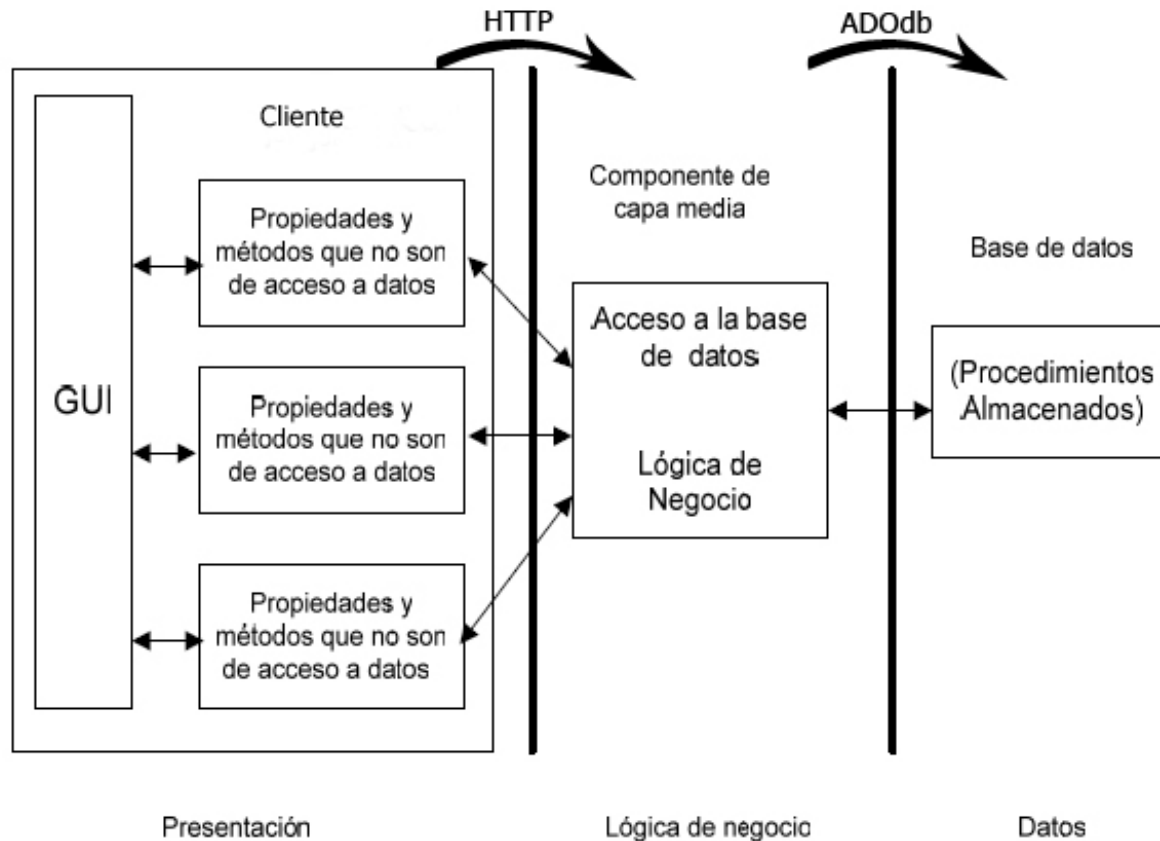 HTTP
ADOdb
Cliente
GUI
Propiedades y
métodos que no son
de acceso a datos
Propiedades y
métodos que no son
de acceso a datos
Propiedades y
métodos que no son
de acceso a datos
Componente de
capa media
Acceso a la base
de datos
Lógica de
Negocio
Base de datos
(Procedimientos
Almacenados)
Presentación
Lógica de negocio
Datos